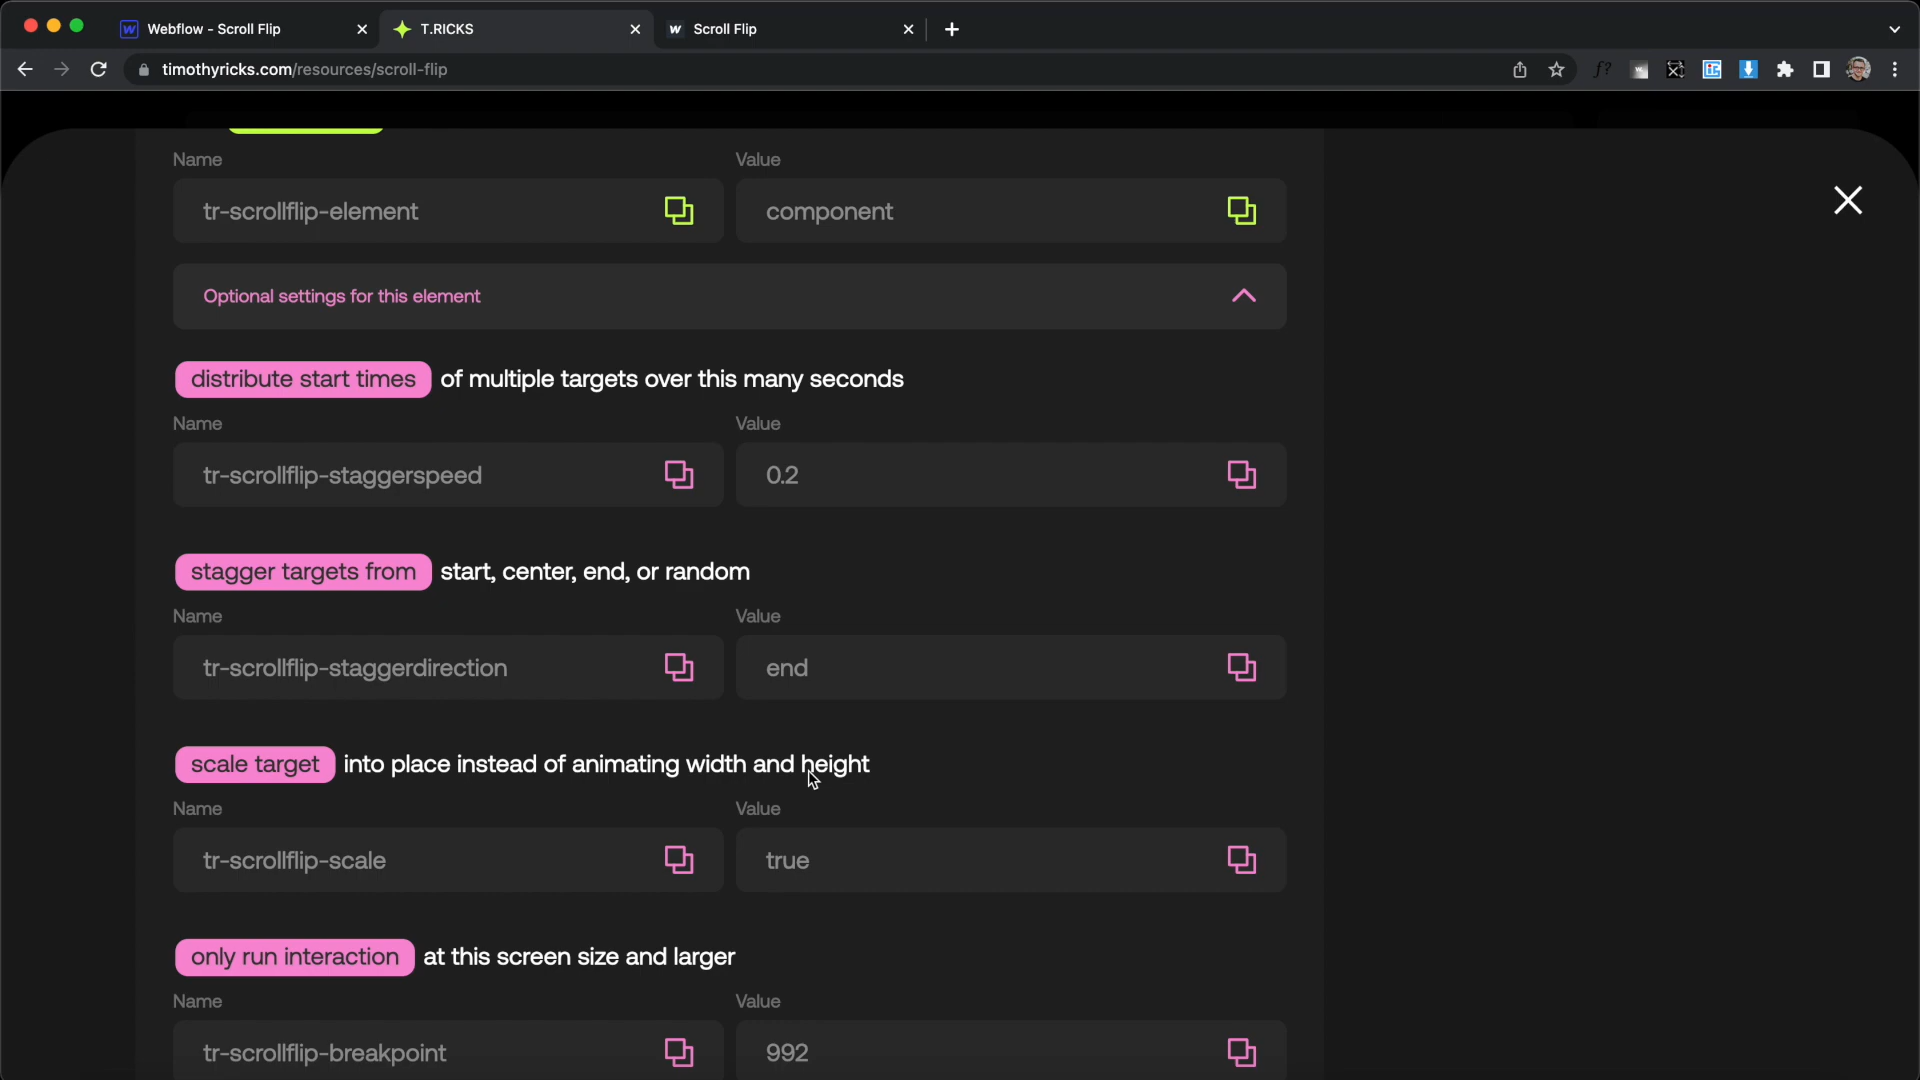 Webflow - Scroll Flip
T.RICKS
Scroll Flip
timothyricks.com/resources/scroll-flip
Name
Value
tr-scrollflip-element
component
Optional settings for this element
distribute start times of multiple targets over this many seconds
Name
Value
tr-scrollflip-staggerspeed
0.2
stagger targets from start, center, end, or random
Name
Value
tr-scrollflip-staggerdirection
end
scale target into place instead of animating width and height
Name
Value
tr-scrollflip-scale
true
only run interaction at this screen size and larger
Name
Value
tr-scrollflip-breakpoint
992